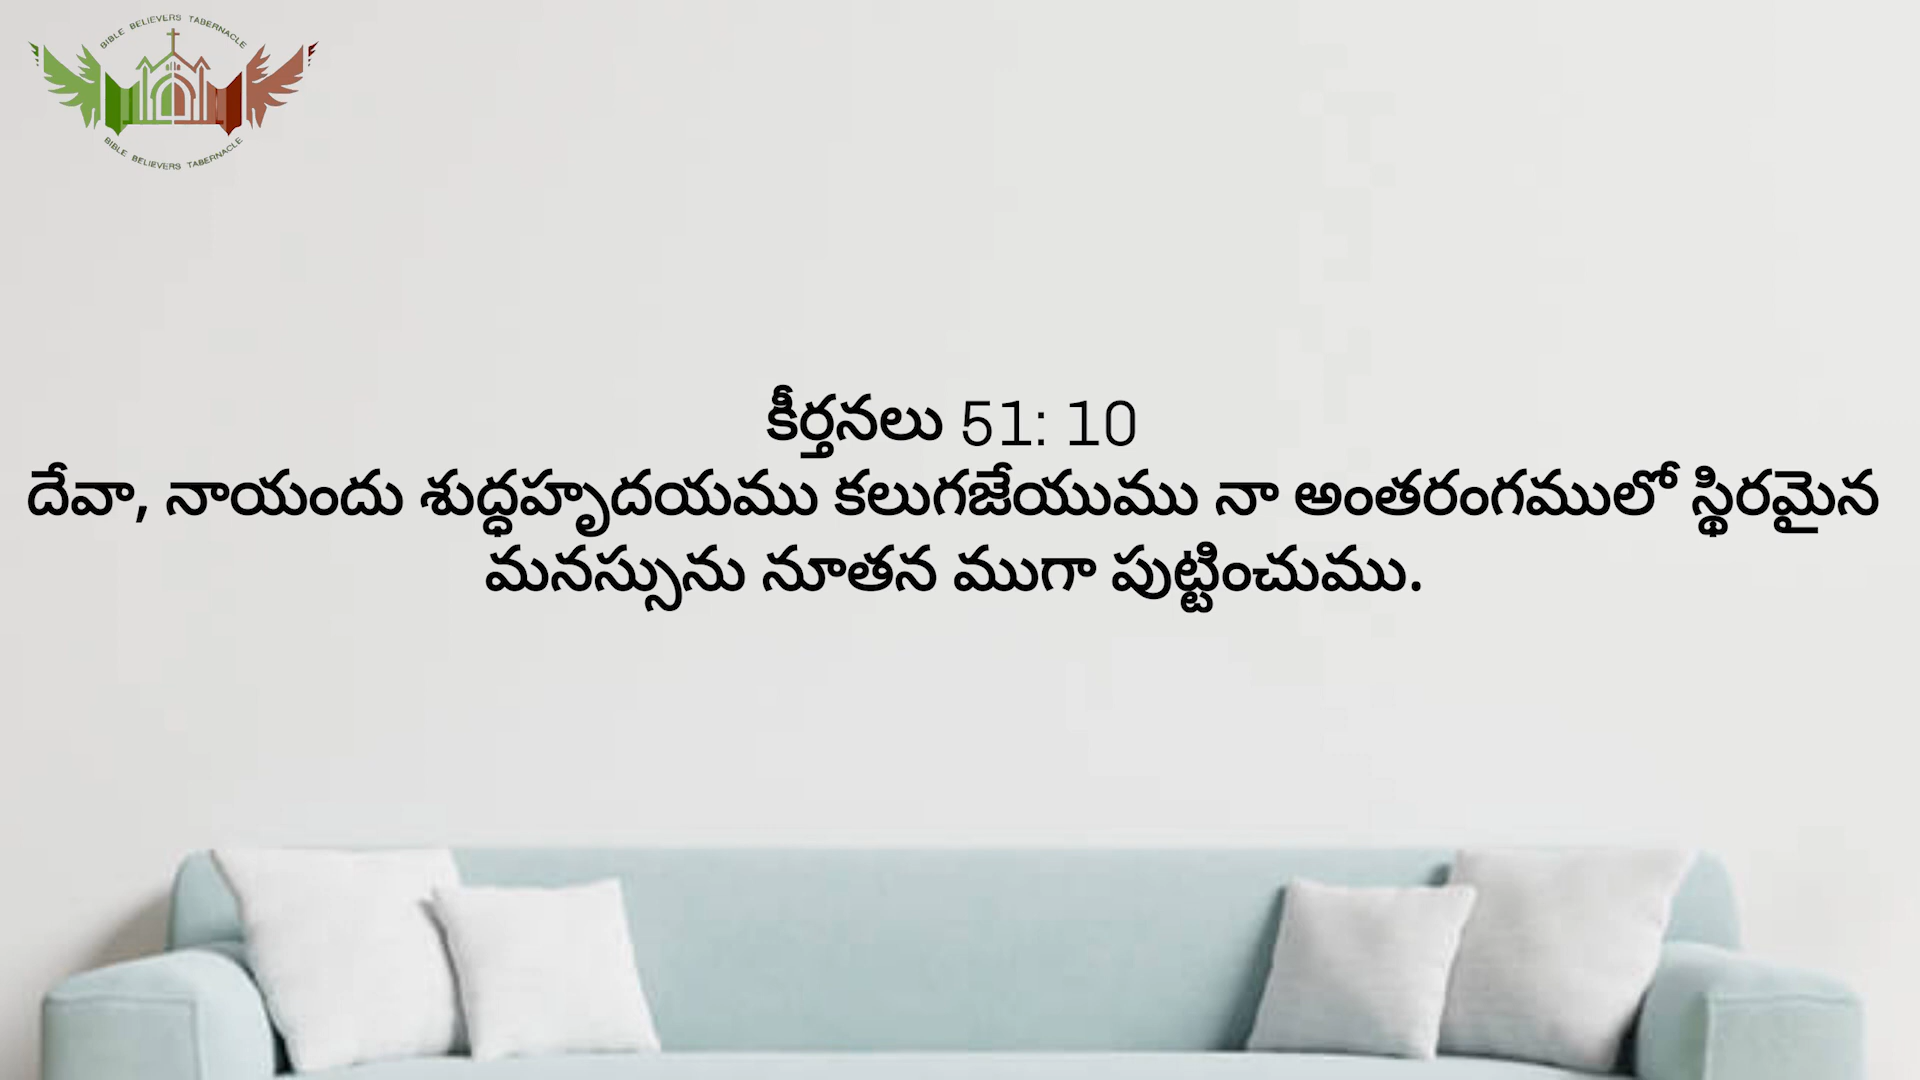 BIBLE BELIEVERS TABERNACLE
BIBLE BELIEVERS TABERNACLE
కీర్తనలు 51: 10
దేవా, నాయందు శుద్ధహృదయము కలుగజేయుము నా అంతరంగములో స్థిరమైన
మనస్సును నూతన ముగా పుట్టించుము.